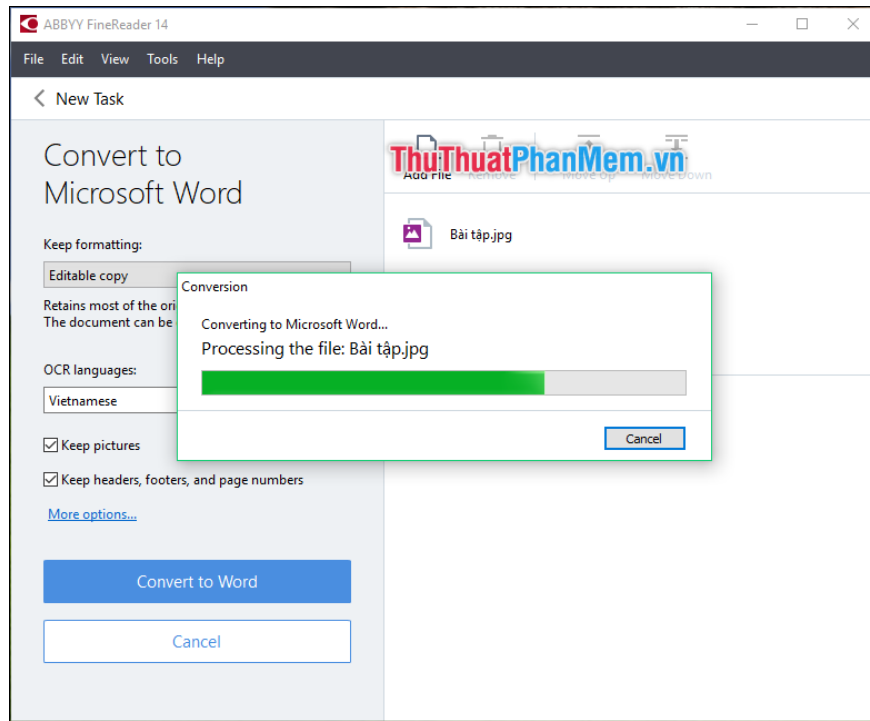 ABBYY FineReader 14
File Edit View Tools Help
New Task
Convert to
Microsoft Word
Keep formatting:
Editable copy
Retains most of the ori
The document can be
OCR languages:
Vietnamese
Keep pictures
Keep headers, footers, and page numbers
More options...
Convert to Word
Cancel
ThuThuatPhanMem.vn
Add File Remove Move Up Move Down
Bài tập.jpg
Conversion
Converting to Microsoft Word...
Processing the file: Bài tập.jpg
Cancel